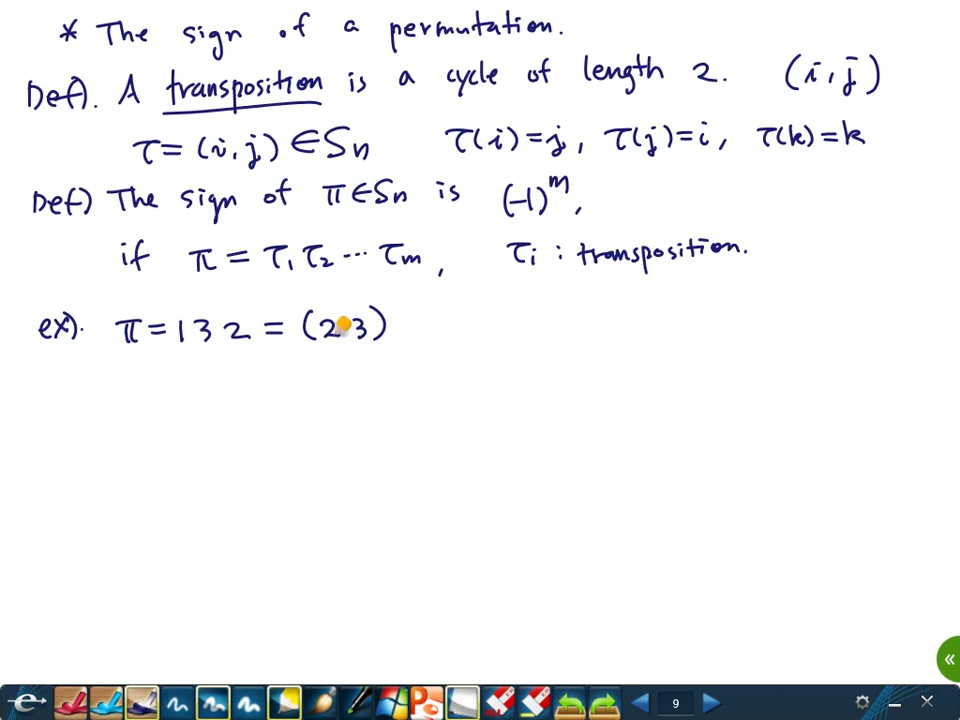 * The sign of a permutation.
Def). A transposition is a cycle of length 2. (i, j)
τ = (i, j) ∈ Sn τ(i) = j, τ(j) = i, τ(k) = k
Def) The sign of π ∈ Sn is (-1)^m,
if π = τ₁ τ₂ ⋯ τm, τi : transposition.
ex). π = 1 3 2 = (2 3)
9